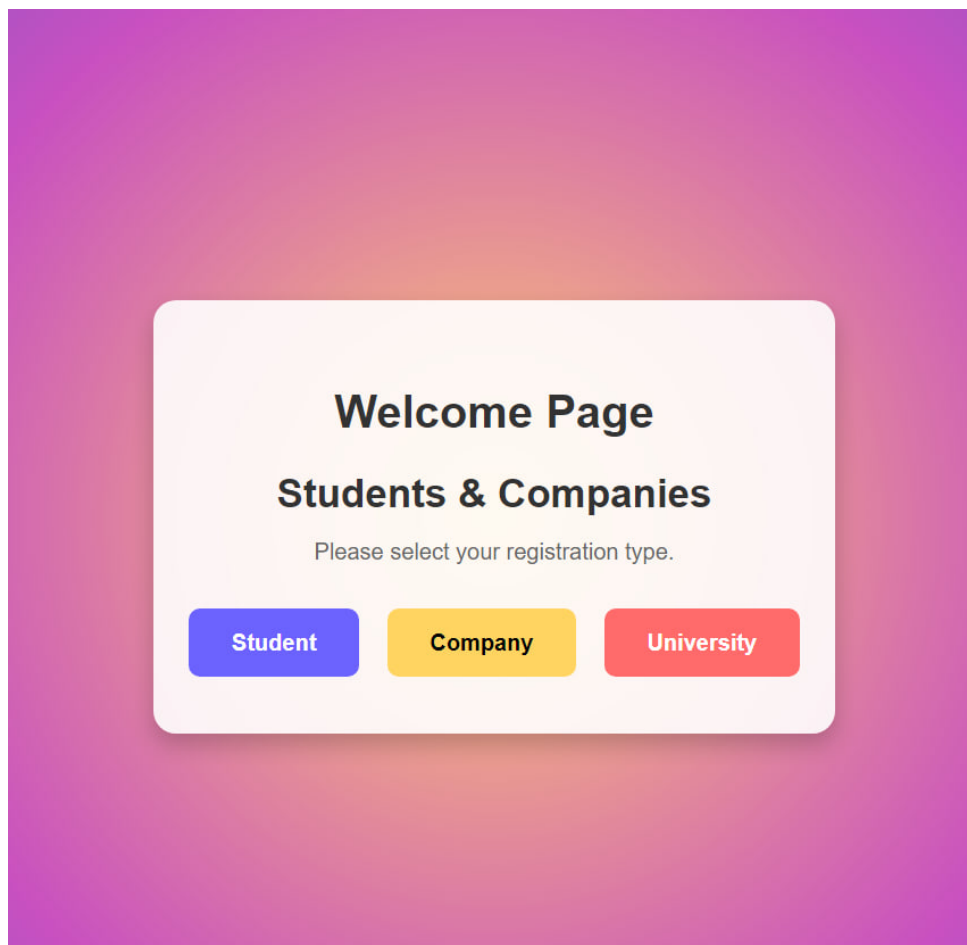 Welcome Page
Students & Companies
Please select your registration type.
Student Company University